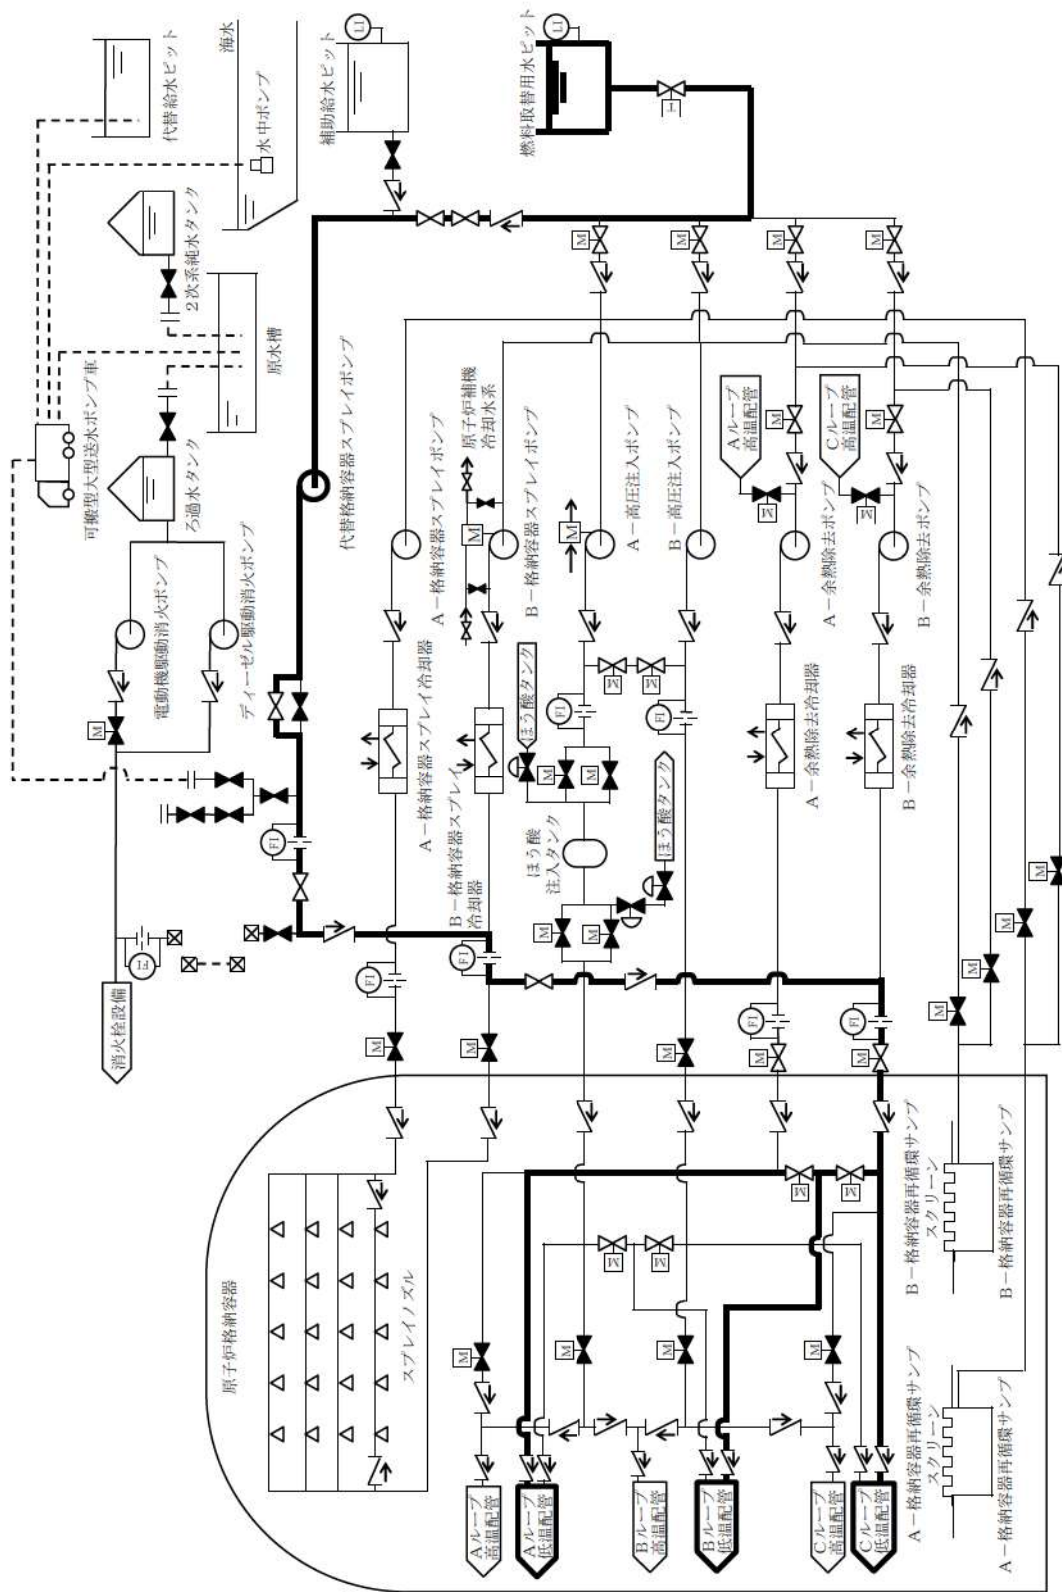 代替給水ピット
海水
水中ポンプ
補助給水ピット
LI
燃料取替用水ピット
LI
T
2次系純水タンク
可搬型大型送水ポンプ車
原水槽
ろ過水タンク
代替格納容器スプレイポンプ
M
M
M
M
電動機駆動消火ポンプ
ディーゼル駆動消火ポンプ
M
A-格納容器スプレイポンプ
原子炉補機
冷却水系
M
B-格納容器スプレイポンプ
M
A-高圧注入ポンプ
B-高圧注入ポンプ
Aループ
高温配管
M
M
A-余熱除去ポンプ
Cループ
高温配管
M
M
B-余熱除去ポンプ
A-格納容器スプレイ冷却器
B-格納容器スプレイ
冷却器
ほう酸タンク
M
M
FI
M
M
FI
ほう酸
注入タンク
ほう酸タンク
M
M
A-余熱除去冷却器
B-余熱除去冷却器
FI
FI
消火栓設備
FI
M
FI
M
M
FI
M
FI
M
M
M
M
M
原子炉格納容器
スプレイノズル
M
M
M
M
M
M
M
M
Aループ
高温配管
Aループ
低温配管
Bループ
高温配管
Bループ
低温配管
Cループ
高温配管
Cループ
低温配管
B-格納容器再循環サンプ
スクリーン
B-格納容器再循環サンプ
A-格納容器再循環サンプ
スクリーン
A-格納容器再循環サンプ